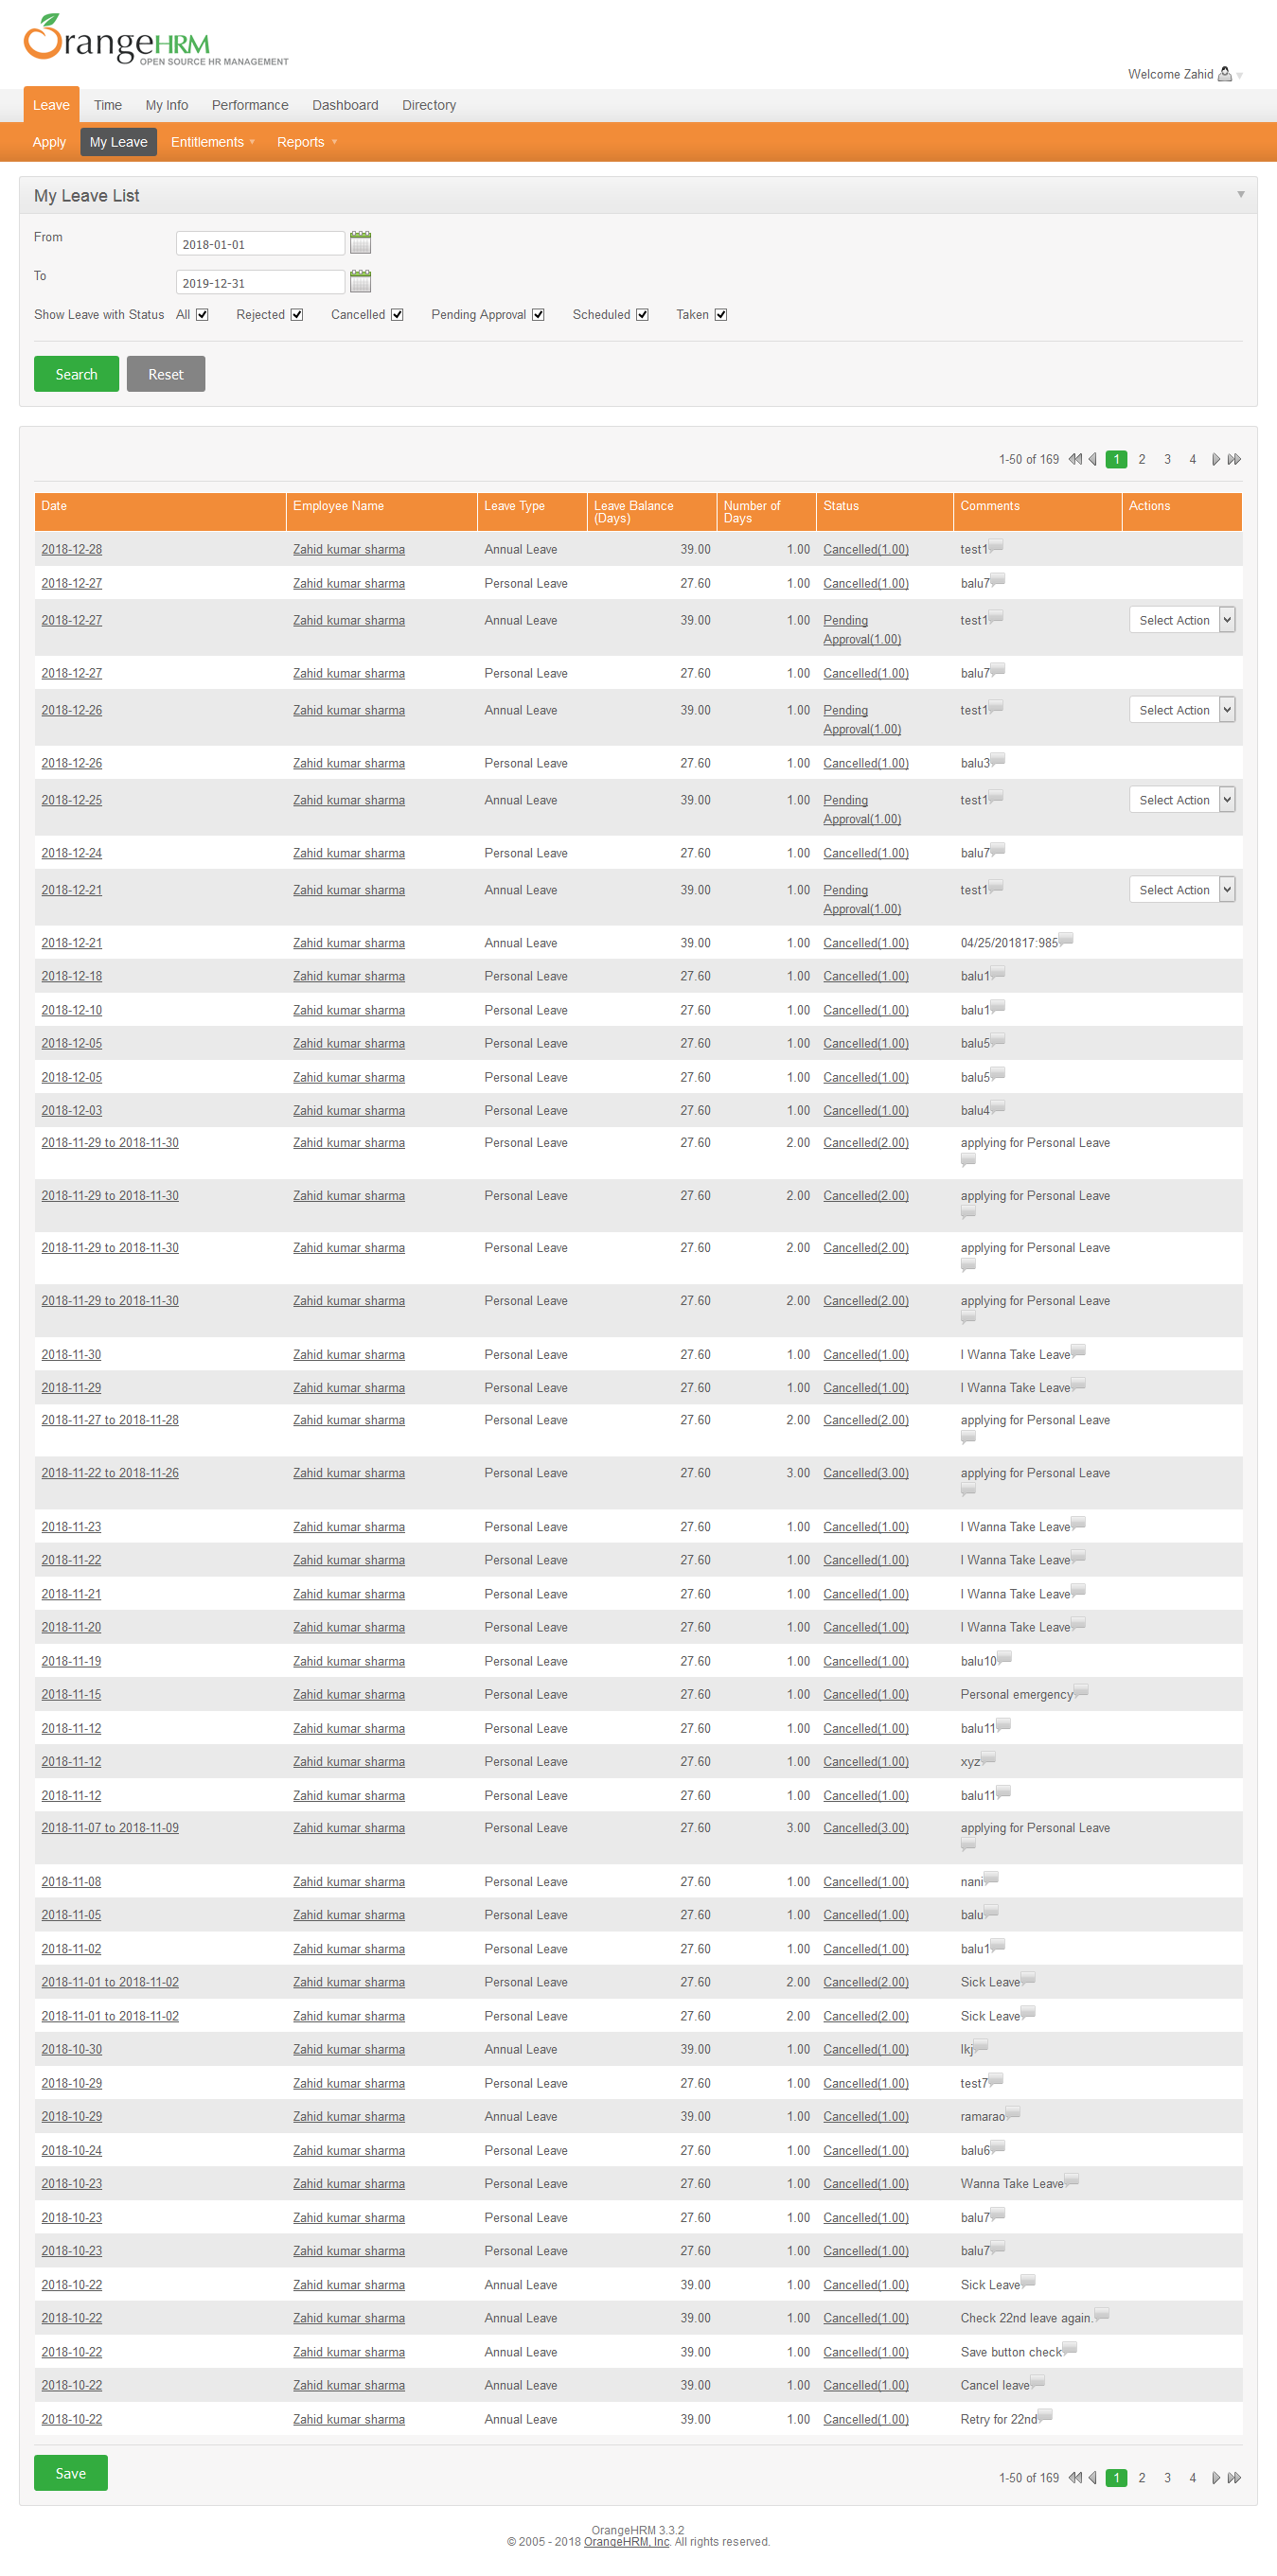 OrangeHRM
OPEN SOURCE HR MANAGEMENT
Welcome Zahid
Leave Time My Info Performance Dashboard Directory
Apply My Leave Entitlements Reports
My Leave List
From 2018-01-01
To 2019-12-31
Show Leave with Status All Rejected Cancelled Pending Approval Scheduled Taken
Search Reset
1-50 of 169 1 2 3 4
Date Employee Name Leave Type Leave Balance (Days) Number of Days Status Comments Actions
2018-12-28 Zahid kumar sharma Annual Leave 39.00 1.00 Cancelled(1.00) test1
2018-12-27 Zahid kumar sharma Personal Leave 27.60 1.00 Cancelled(1.00) balu7
2018-12-27 Zahid kumar sharma Annual Leave 39.00 1.00 Pending Approval(1.00) test1 Select Action
2018-12-27 Zahid kumar sharma Personal Leave 27.60 1.00 Cancelled(1.00) balu7
2018-12-26 Zahid kumar sharma Annual Leave 39.00 1.00 Pending Approval(1.00) test1 Select Action
2018-12-26 Zahid kumar sharma Personal Leave 27.60 1.00 Cancelled(1.00) balu3
2018-12-25 Zahid kumar sharma Annual Leave 39.00 1.00 Pending Approval(1.00) test1 Select Action
2018-12-24 Zahid kumar sharma Personal Leave 27.60 1.00 Cancelled(1.00) balu7
2018-12-21 Zahid kumar sharma Annual Leave 39.00 1.00 Pending Approval(1.00) test1 Select Action
2018-12-21 Zahid kumar sharma Annual Leave 39.00 1.00 Cancelled(1.00) 04/25/201817:985
2018-12-18 Zahid kumar sharma Personal Leave 27.60 1.00 Cancelled(1.00) balu1
2018-12-10 Zahid kumar sharma Personal Leave 27.60 1.00 Cancelled(1.00) balu1
2018-12-05 Zahid kumar sharma Personal Leave 27.60 1.00 Cancelled(1.00) balu5
2018-12-05 Zahid kumar sharma Personal Leave 27.60 1.00 Cancelled(1.00) balu5
2018-12-03 Zahid kumar sharma Personal Leave 27.60 1.00 Cancelled(1.00) balu4
2018-11-29 to 2018-11-30 Zahid kumar sharma Personal Leave 27.60 2.00 Cancelled(2.00) applying for Personal Leave
2018-11-29 to 2018-11-30 Zahid kumar sharma Personal Leave 27.60 2.00 Cancelled(2.00) applying for Personal Leave
2018-11-29 to 2018-11-30 Zahid kumar sharma Personal Leave 27.60 2.00 Cancelled(2.00) applying for Personal Leave
2018-11-29 to 2018-11-30 Zahid kumar sharma Personal Leave 27.60 2.00 Cancelled(2.00) applying for Personal Leave
2018-11-30 Zahid kumar sharma Personal Leave 27.60 1.00 Cancelled(1.00) I Wanna Take Leave
2018-11-29 Zahid kumar sharma Personal Leave 27.60 1.00 Cancelled(1.00) I Wanna Take Leave
2018-11-27 to 2018-11-28 Zahid kumar sharma Personal Leave 27.60 2.00 Cancelled(2.00) applying for Personal Leave
2018-11-22 to 2018-11-26 Zahid kumar sharma Personal Leave 27.60 3.00 Cancelled(3.00) applying for Personal Leave
2018-11-23 Zahid kumar sharma Personal Leave 27.60 1.00 Cancelled(1.00) I Wanna Take Leave
2018-11-22 Zahid kumar sharma Personal Leave 27.60 1.00 Cancelled(1.00) I Wanna Take Leave
2018-11-21 Zahid kumar sharma Personal Leave 27.60 1.00 Cancelled(1.00) I Wanna Take Leave
2018-11-20 Zahid kumar sharma Personal Leave 27.60 1.00 Cancelled(1.00) I Wanna Take Leave
2018-11-19 Zahid kumar sharma Personal Leave 27.60 1.00 Cancelled(1.00) balu10
2018-11-15 Zahid kumar sharma Personal Leave 27.60 1.00 Cancelled(1.00) Personal emergency
2018-11-12 Zahid kumar sharma Personal Leave 27.60 1.00 Cancelled(1.00) balu11
2018-11-12 Zahid kumar sharma Personal Leave 27.60 1.00 Cancelled(1.00) xyz
2018-11-12 Zahid kumar sharma Personal Leave 27.60 1.00 Cancelled(1.00) balu11
2018-11-07 to 2018-11-09 Zahid kumar sharma Personal Leave 27.60 3.00 Cancelled(3.00) applying for Personal Leave
2018-11-08 Zahid kumar sharma Personal Leave 27.60 1.00 Cancelled(1.00) nani
2018-11-05 Zahid kumar sharma Personal Leave 27.60 1.00 Cancelled(1.00) balu
2018-11-02 Zahid kumar sharma Personal Leave 27.60 1.00 Cancelled(1.00) balu1
2018-11-01 to 2018-11-02 Zahid kumar sharma Personal Leave 27.60 2.00 Cancelled(2.00) Sick Leave
2018-11-01 to 2018-11-02 Zahid kumar sharma Personal Leave 27.60 2.00 Cancelled(2.00) Sick Leave
2018-10-30 Zahid kumar sharma Annual Leave 39.00 1.00 Cancelled(1.00) lkj
2018-10-29 Zahid kumar sharma Personal Leave 27.60 1.00 Cancelled(1.00) test7
2018-10-29 Zahid kumar sharma Annual Leave 39.00 1.00 Cancelled(1.00) ramarao
2018-10-24 Zahid kumar sharma Personal Leave 27.60 1.00 Cancelled(1.00) balu6
2018-10-23 Zahid kumar sharma Personal Leave 27.60 1.00 Cancelled(1.00) Wanna Take Leave
2018-10-23 Zahid kumar sharma Personal Leave 27.60 1.00 Cancelled(1.00) balu7
2018-10-23 Zahid kumar sharma Personal Leave 27.60 1.00 Cancelled(1.00) balu7
2018-10-22 Zahid kumar sharma Annual Leave 39.00 1.00 Cancelled(1.00) Sick Leave
2018-10-22 Zahid kumar sharma Annual Leave 39.00 1.00 Cancelled(1.00) Check 22nd leave again.
2018-10-22 Zahid kumar sharma Annual Leave 39.00 1.00 Cancelled(1.00) Save button check
2018-10-22 Zahid kumar sharma Annual Leave 39.00 1.00 Cancelled(1.00) Cancel leave
2018-10-22 Zahid kumar sharma Annual Leave 39.00 1.00 Cancelled(1.00) Retry for 22nd
Save 1-50 of 169 1 2 3 4
OrangeHRM 3.3.2
© 2005 - 2018 OrangeHRM, Inc. All rights reserved.